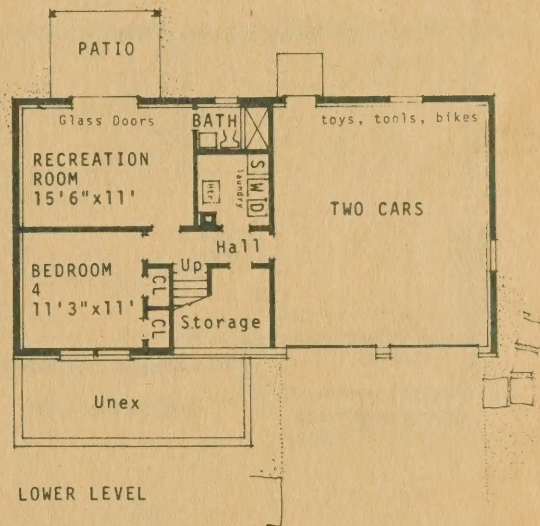 PATIO
Glass Doors
BATH
toys, tools, bikes
RECREATION
ROOM
15'6"x11'
S
W
D
laundry
Htr
TWO CARS
Hall
Up
BEDROOM
4
11'3"x11'
CL
CL
Storage
Unex
LOWER LEVEL